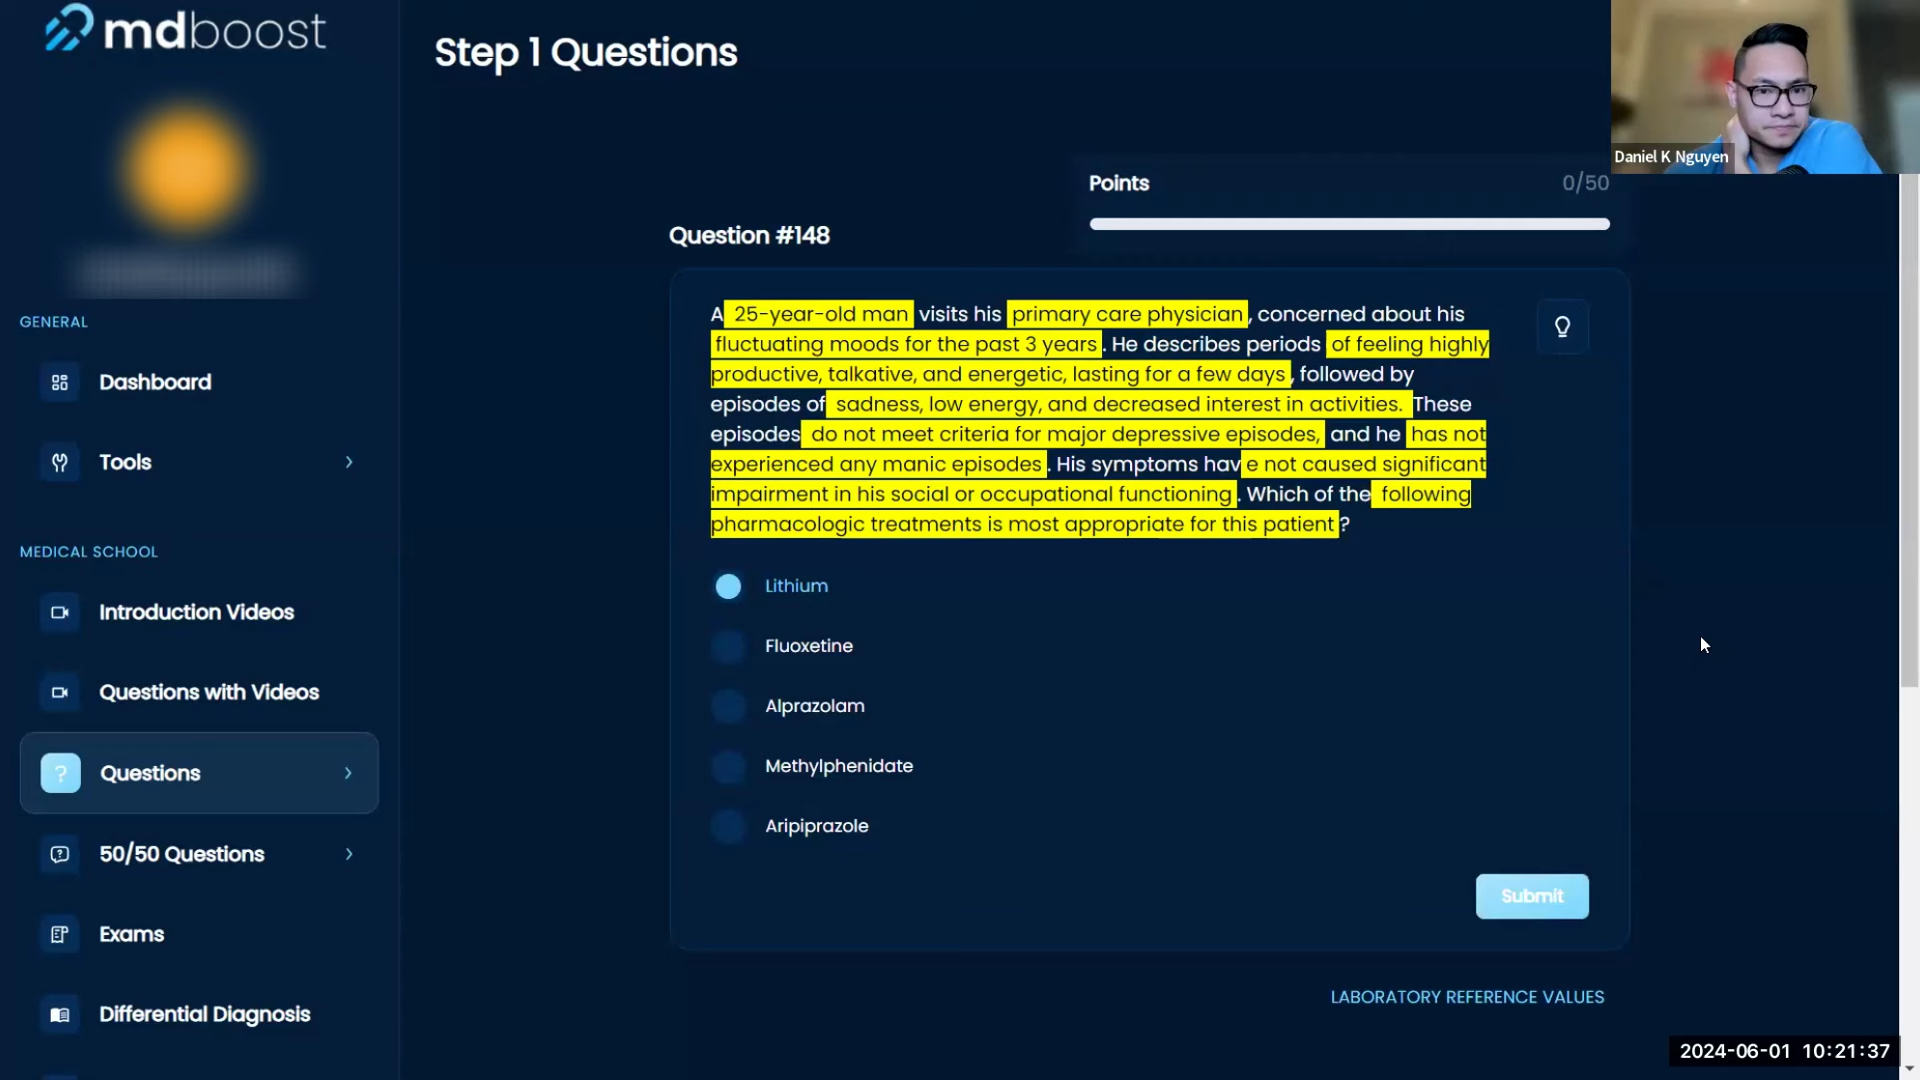 mdboost
Step 1 Questions
Daniel K Nguyen
Points 0/50
Question #148
A 25-year-old man visits his primary care physician, concerned about his
fluctuating moods for the past 3 years. He describes periods of feeling highly
productive, talkative, and energetic, lasting for a few days, followed by
episodes of sadness, low energy, and decreased interest in activities. These
episodes do not meet criteria for major depressive episodes, and he has not
experienced any manic episodes. His symptoms have not caused significant
impairment in his social or occupational functioning. Which of the following
pharmacologic treatments is most appropriate for this patient?
Lithium
Fluoxetine
Alprazolam
Methylphenidate
Aripiprazole
Submit
LABORATORY REFERENCE VALUES
GENERAL
Dashboard
Tools
MEDICAL SCHOOL
Introduction Videos
Questions with Videos
Questions
50/50 Questions
Exams
Differential Diagnosis
2024-06-01 10:21:37